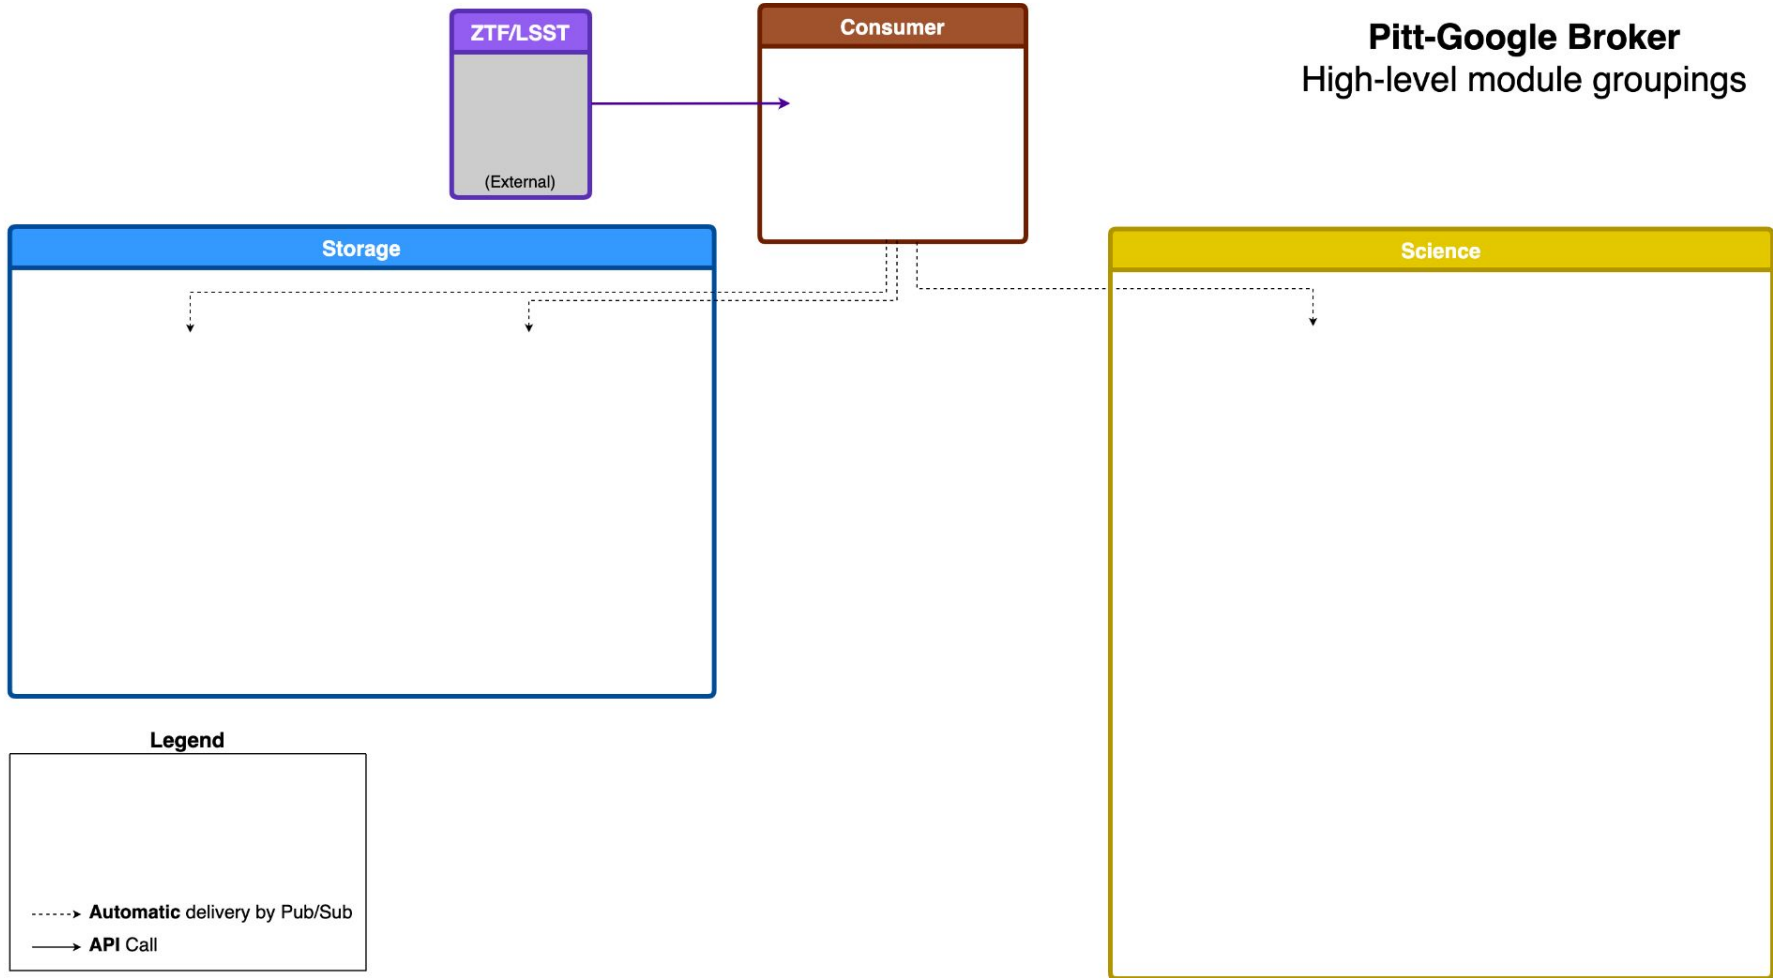 ZTF/LSST
(External)
Consumer
Pitt-Google Broker
High-level module groupings
Storage
Science
Legend
Automatic delivery by Pub/Sub
API Call